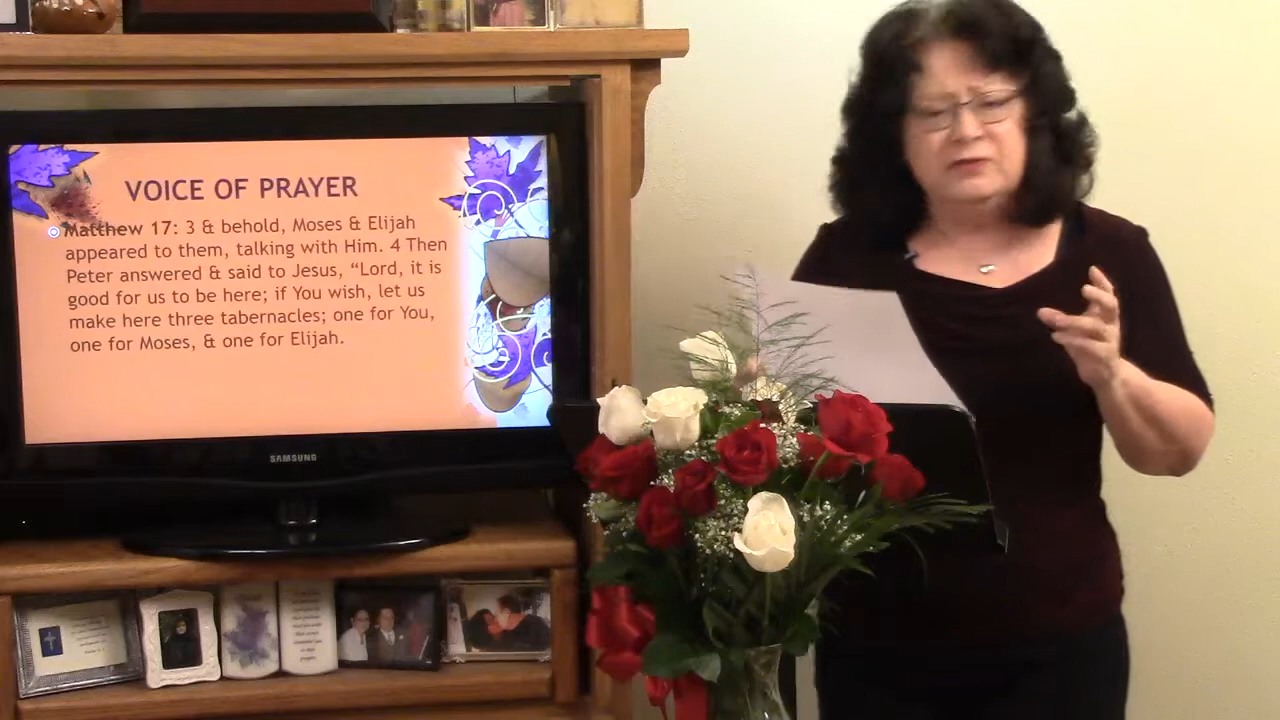 VOICE OF PRAYER
Matthew 17: 3 & behold, Moses & Elijah
appeared to them, talking with Him. 4 Then
Peter answered & said to Jesus, “Lord, it is
good for us to be here; if You wish, let us
make here three tabernacles; one for You,
one for Moses, & one for Elijah.
SAMSUNG